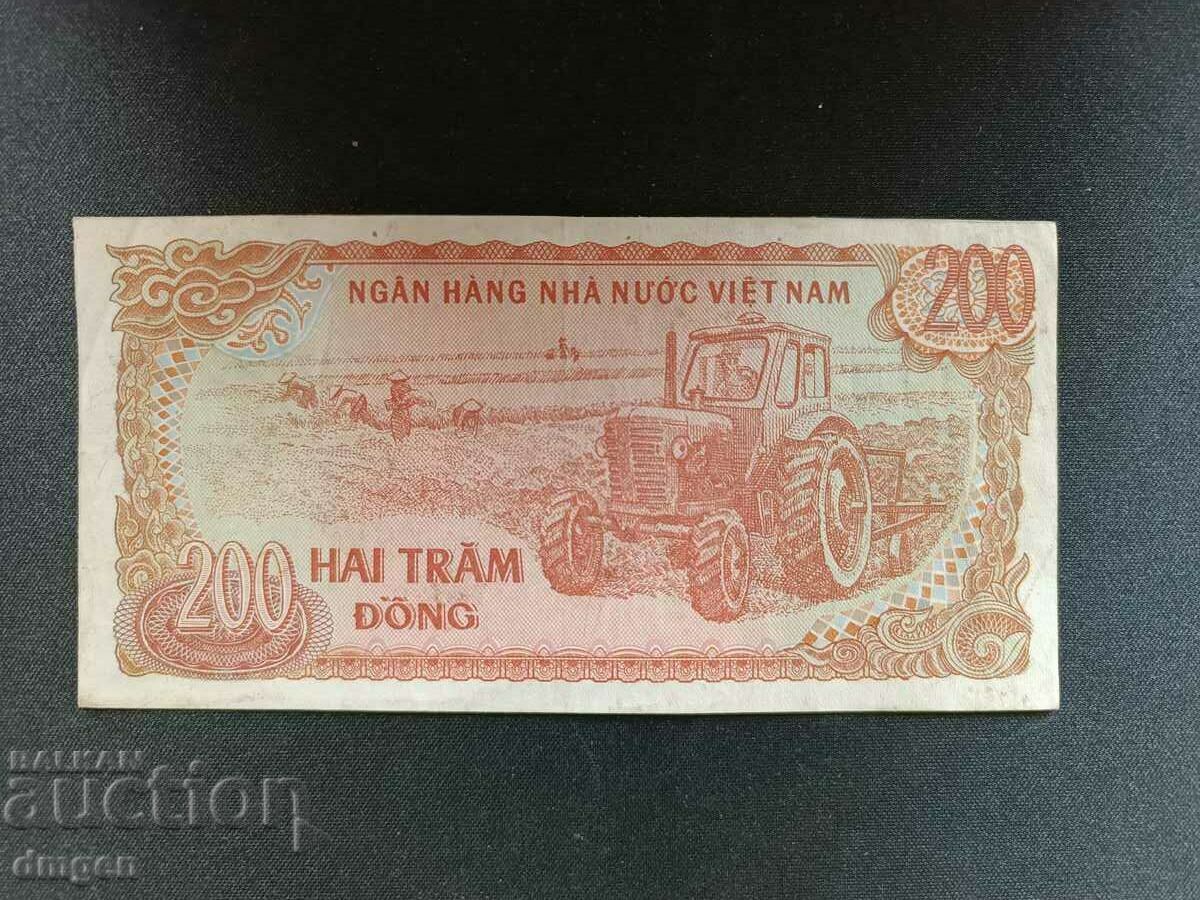 200
NGÂN HÀNG NHÀ NƯỚC VIỆT NAM
200 HAI TRĂM
ĐỒNG
BALKAN
auction
dmgen